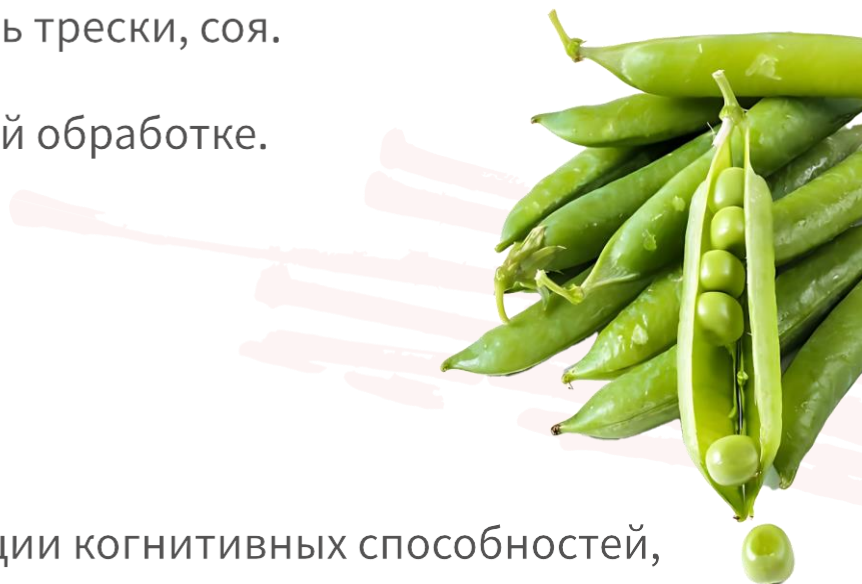 ь трески, соя.
й обработке.
ции когнитивных способностей,